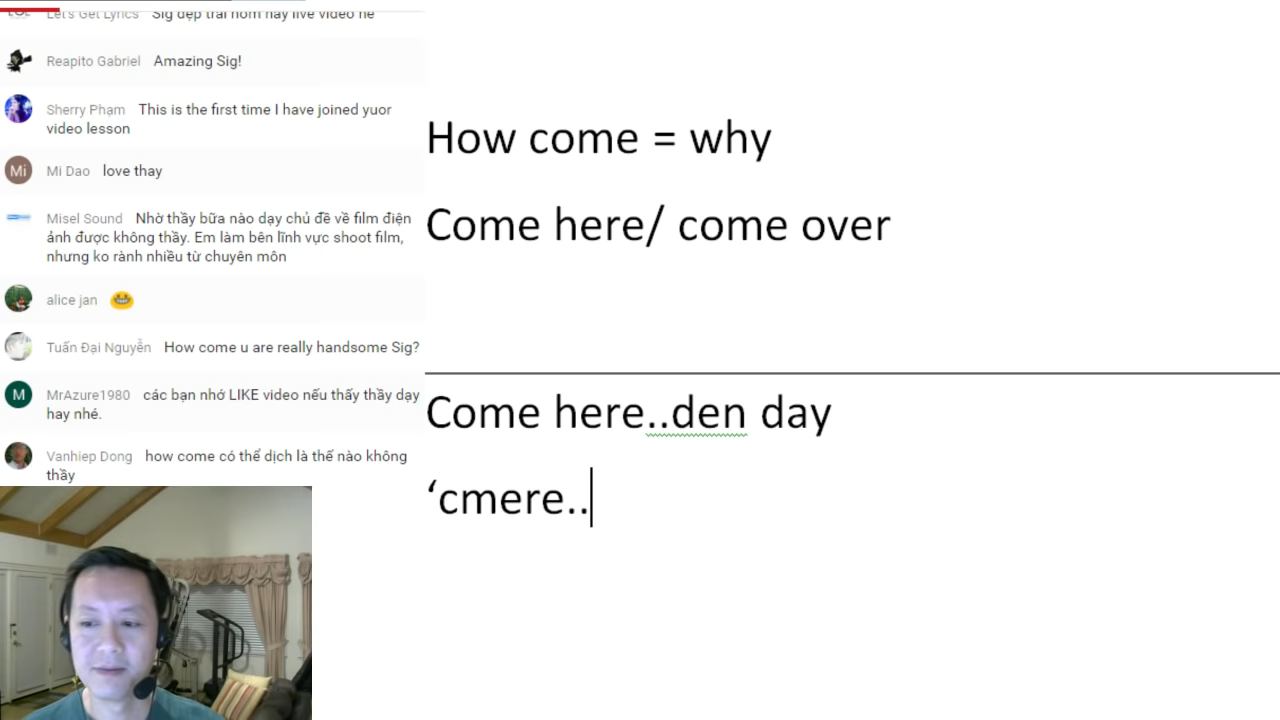 Let's Get Lyrics Sig đẹp trai hôm nay live video hé
Reapito Gabriel Amazing Sig!
Sherry Phạm This is the first time I have joined yuor
video lesson
Mi Mi Dao love thay
Misel Sound Nhờ thầy bữa nào dạy chủ đề về film điện
ảnh được không thầy. Em làm bên lĩnh vực shoot film,
nhưng ko rành nhiều từ chuyên môn
alice jan
Tuấn Đại Nguyễn How come u are really handsome Sig?
M MrAzure1980 các bạn nhớ LIKE video nếu thấy thầy dạy
hay nhé.
Vanhiep Dong how come có thể dịch là thế nào không
thầy
How come = why
Come here/ come over
Come here..den day
‘cmere..